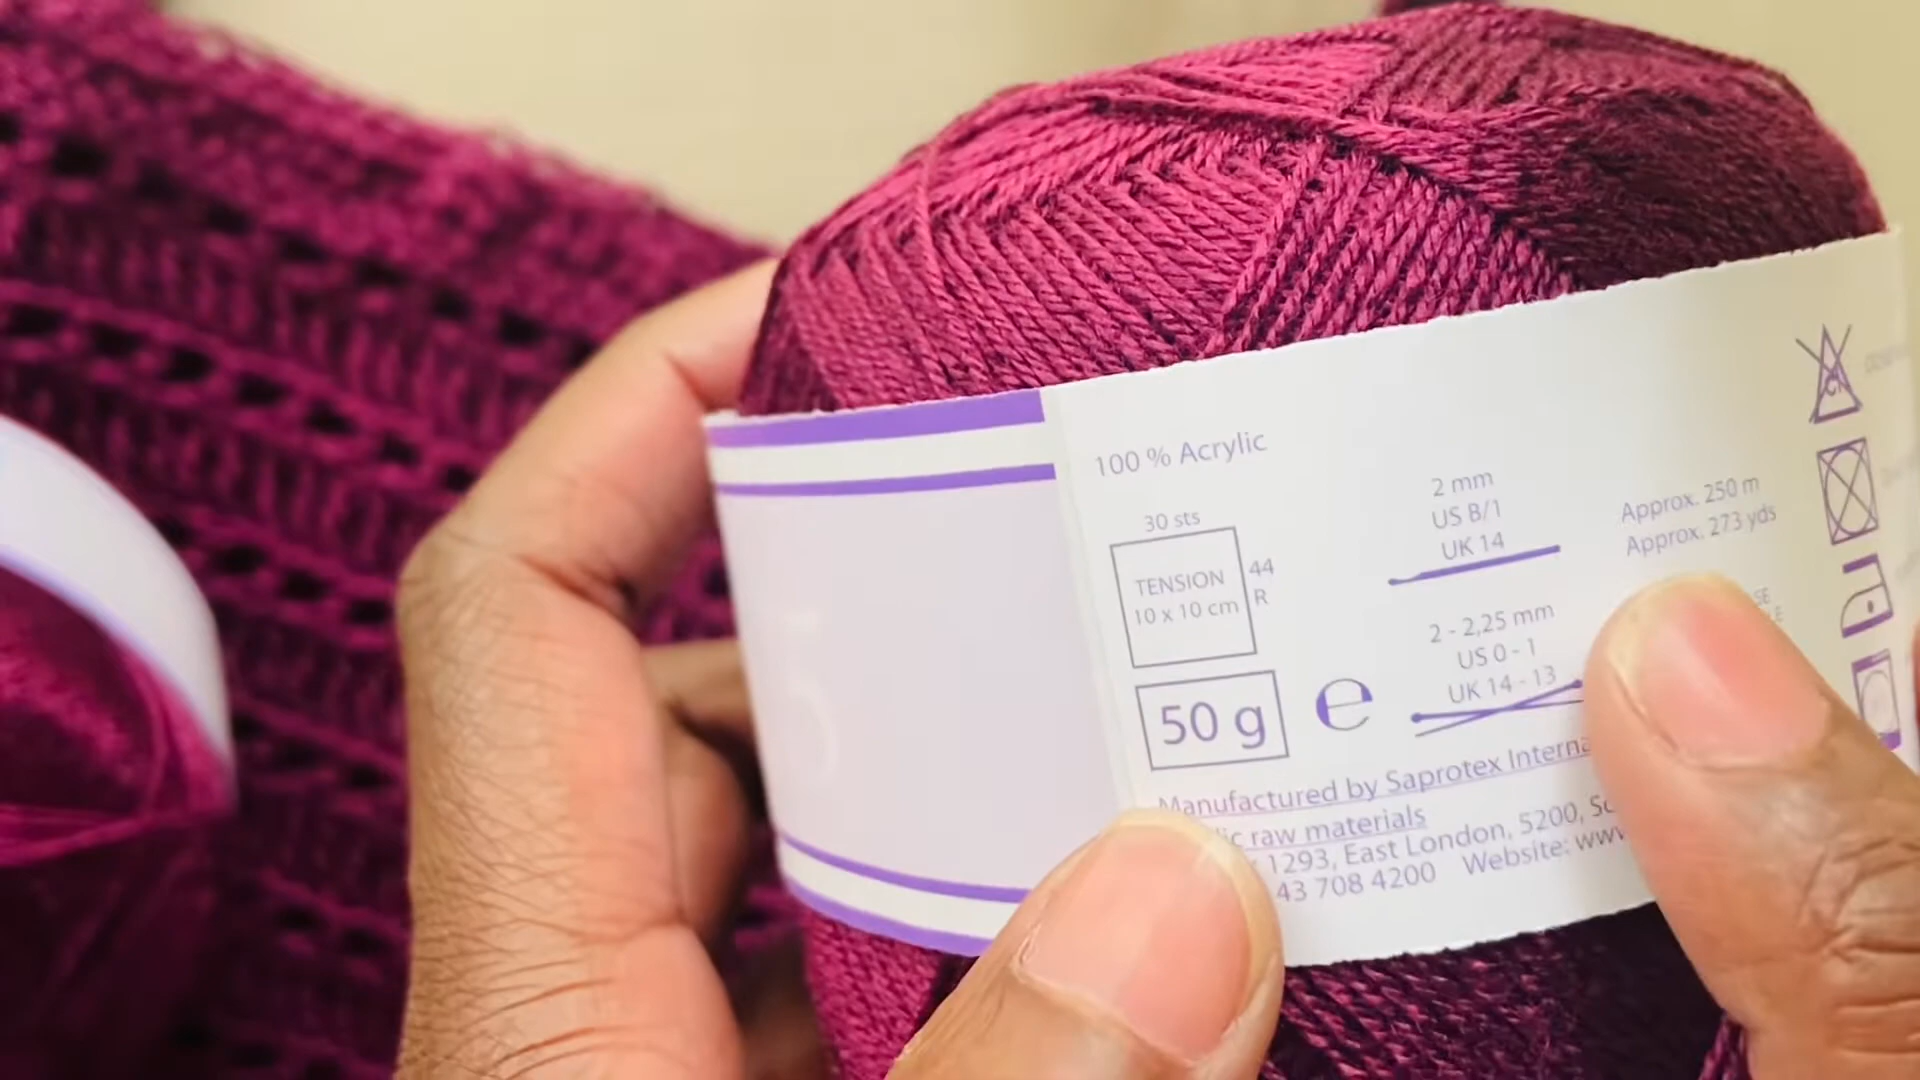 100 % Acrylic
30 sts
TENSION
10 x 10 cm
44
R
50 g
e
2 mm
US B/1
UK 14
2 - 2,25 mm
US 0 - 1
UK 14 - 13
Approx. 250 m
Approx. 273 yds
Manufactured by Saprotex
raw materials
1293, East London, 5200,
43 708 4200 Website: